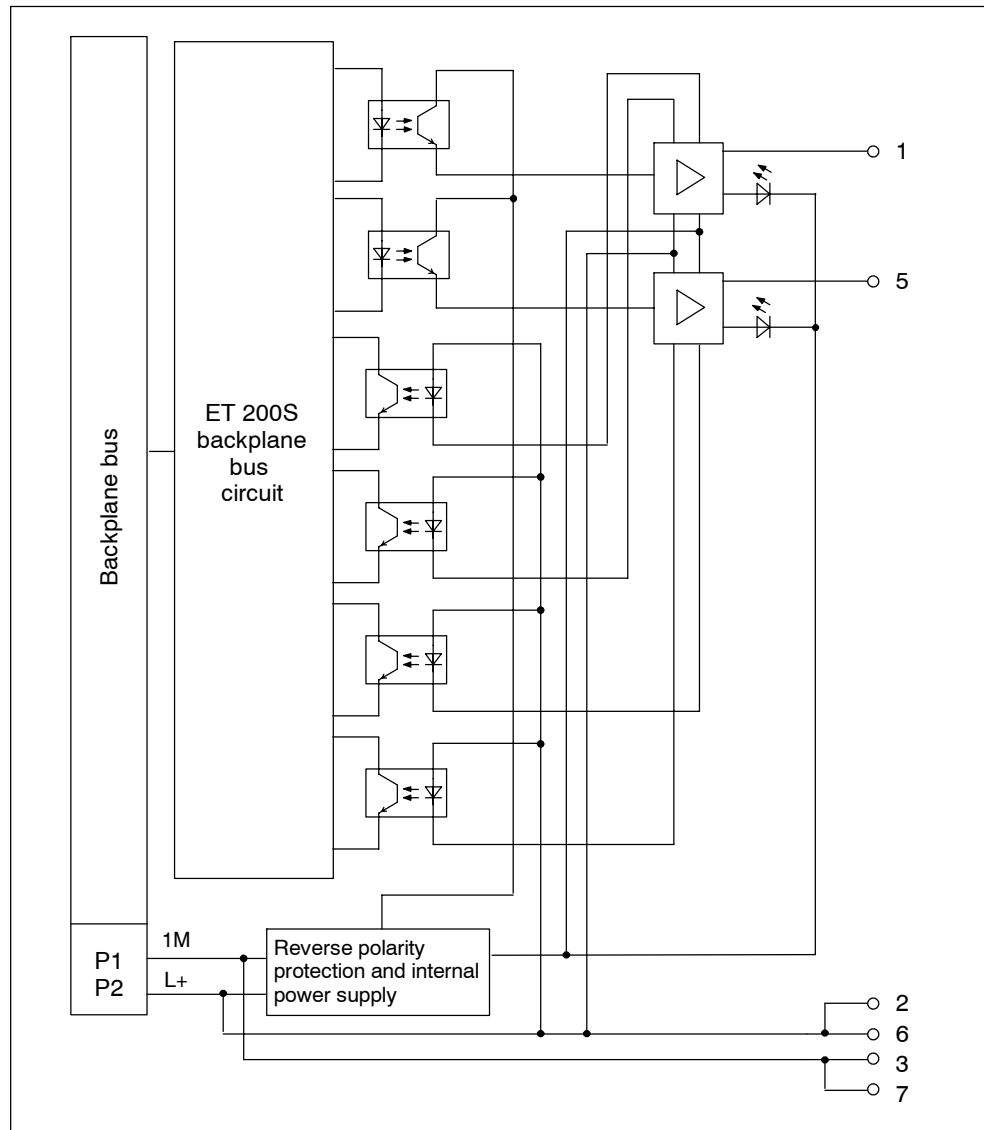 1
5
ET 200S
backplane
bus
circuit
Backplane bus
1M
P1
P2
L+
Reverse polarity
protection and internal
power supply
2
6
3
7